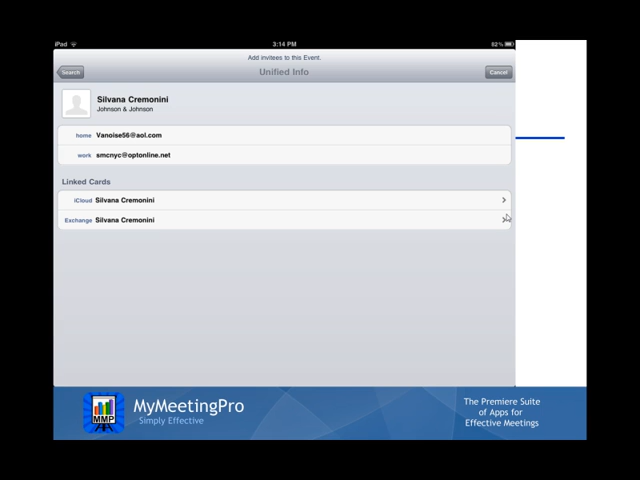 iPad
3:14 PM
82%
Add invitees to this Event.
Search
Unified Info
Cancel
Silvana Cremonini
Johnson & Johnson
home Vanoise56@aol.com
work smcnyc@optonline.net
Linked Cards
iCloud Silvana Cremonini
Exchange Silvana Cremonini
MMP
MyMeetingPro
Simply Effective
The Premiere Suite
of Apps for
Effective Meetings